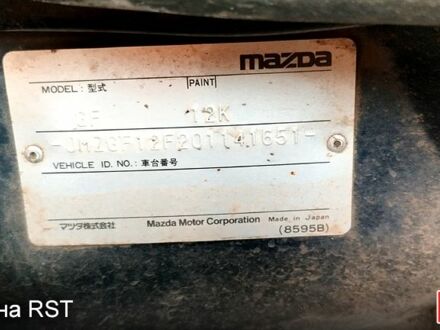 mazda
MODEL: 型式 PAINT
GF 12K
-JMZGF12F201141651-
VEHICLE ID. NO.: 車台番号
マツダ株式会社 Mazda Motor Corporation Made in Japan
(8595B)
на RST